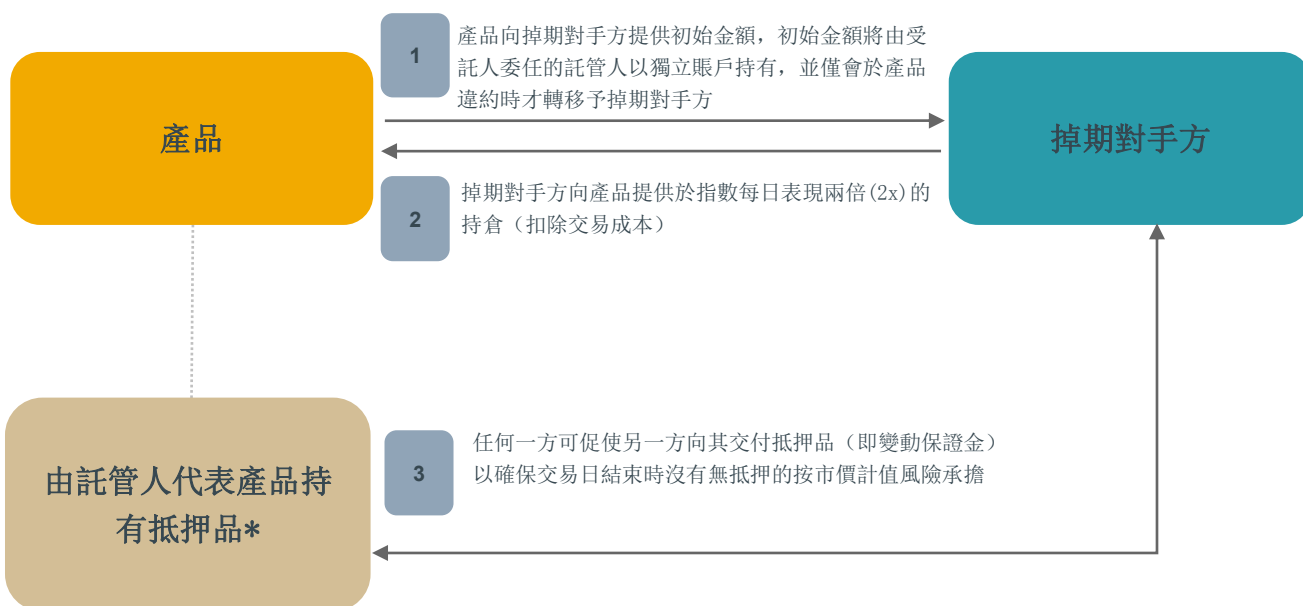 1
產品向掉期對手方提供初始金額，初始金額將由受
託人委任的託管人以獨立賬戶持有，並僅會於產品
違約時才轉移予掉期對手方
產品
掉期對手方
2
掉期對手方向產品提供於指數每日表現兩倍(2x)的
持倉（扣除交易成本）
3
任何一方可促使另一方向其交付抵押品（即變動保證金）
以確保交易日結束時沒有無抵押的按市價計值風險承擔
由託管人代表產品持
有抵押品*